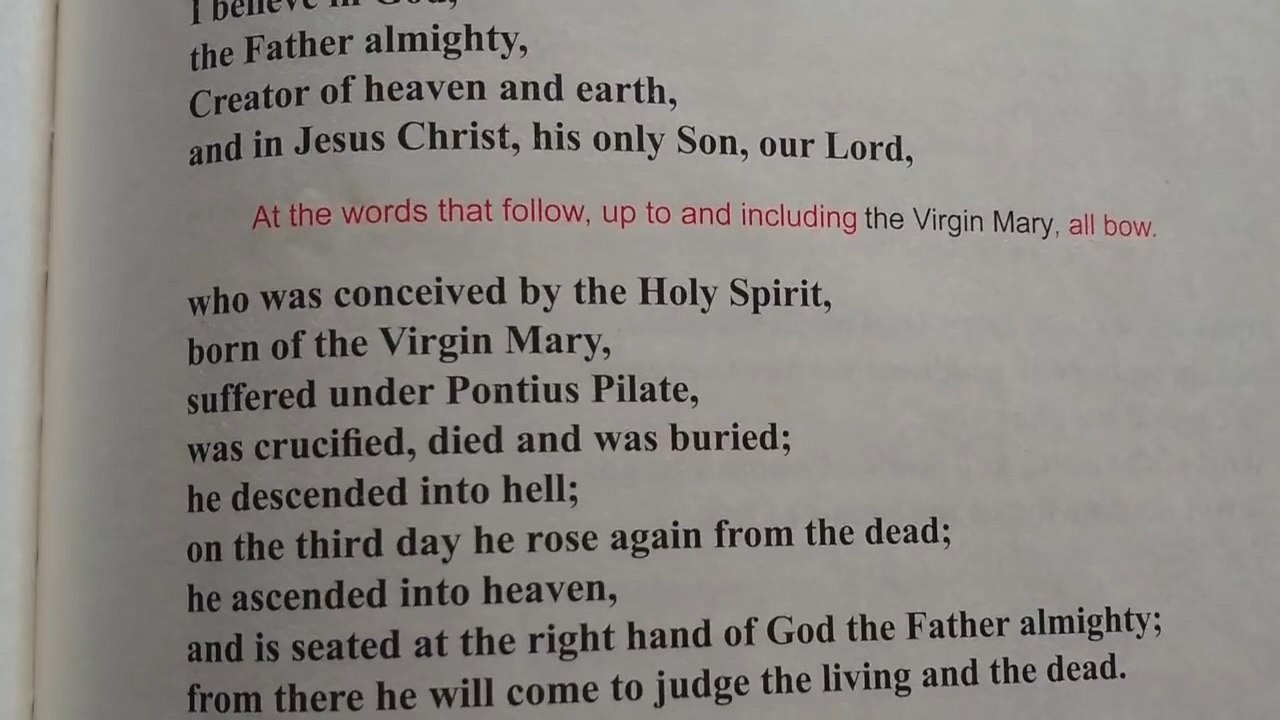 I believe in God,
the Father almighty,
Creator of heaven and earth,
and in Jesus Christ, his only Son, our Lord,
At the words that follow, up to and including the Virgin Mary, all bow.
who was conceived by the Holy Spirit,
born of the Virgin Mary,
suffered under Pontius Pilate,
was crucified, died and was buried;
he descended into hell;
on the third day he rose again from the dead;
he ascended into heaven,
and is seated at the right hand of God the Father almighty;
from there he will come to judge the living and the dead.